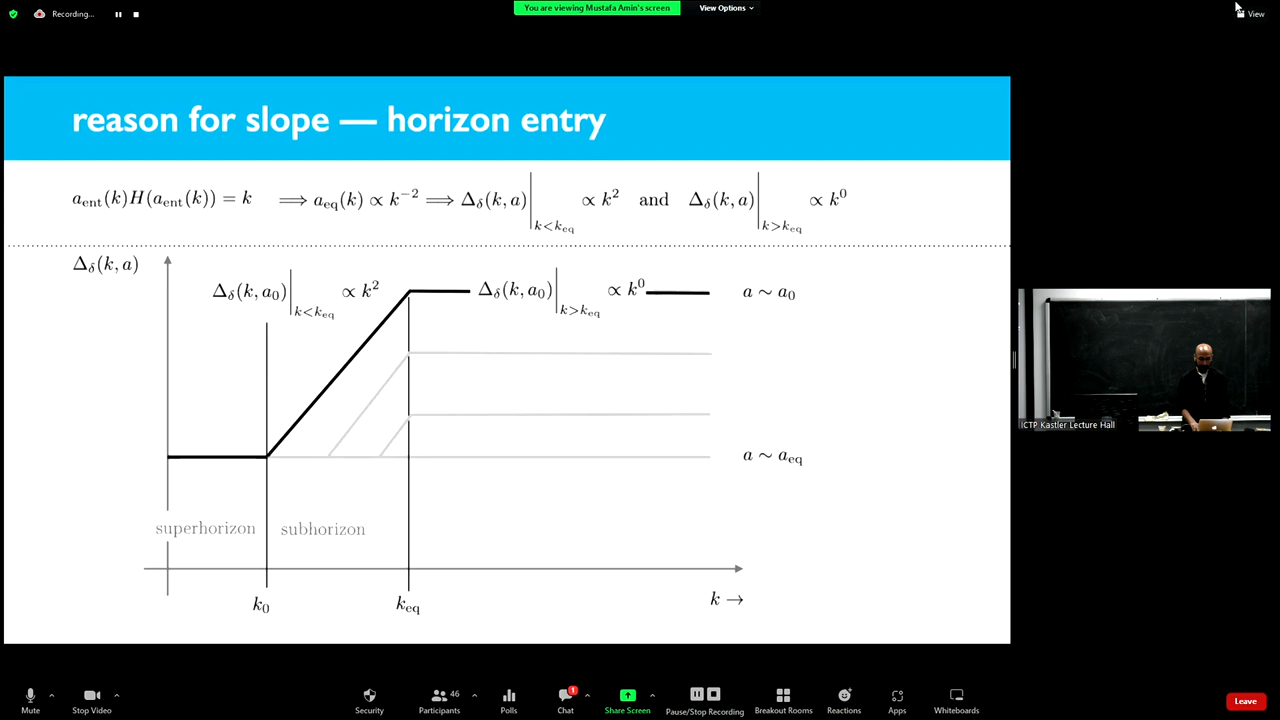 Recording...
You are viewing Mustafa Amin's screen
View Options
View
reason for slope — horizon entry
a_ent(k)H(a_ent(k)) = k ⟹ a_eq(k) ∝ k^−2 ⟹ Δ_δ(k, a)|_{k<k_eq} ∝ k^2 and Δ_δ(k, a)|_{k>k_eq} ∝ k^0
Δ_δ(k, a)
Δ_δ(k, a_0)|_{k<k_eq} ∝ k^2
Δ_δ(k, a_0)|_{k>k_eq} ∝ k^0
a ∼ a_0
a ∼ a_eq
superhorizon
subhorizon
k_0
k_eq
k →
ICTP Kastler Lecture Hall
Mute
Stop Video
Security
46
Participants
Polls
1
Chat
Share Screen
Pause/Stop Recording
Breakout Rooms
Reactions
Apps
Whiteboards
Leave